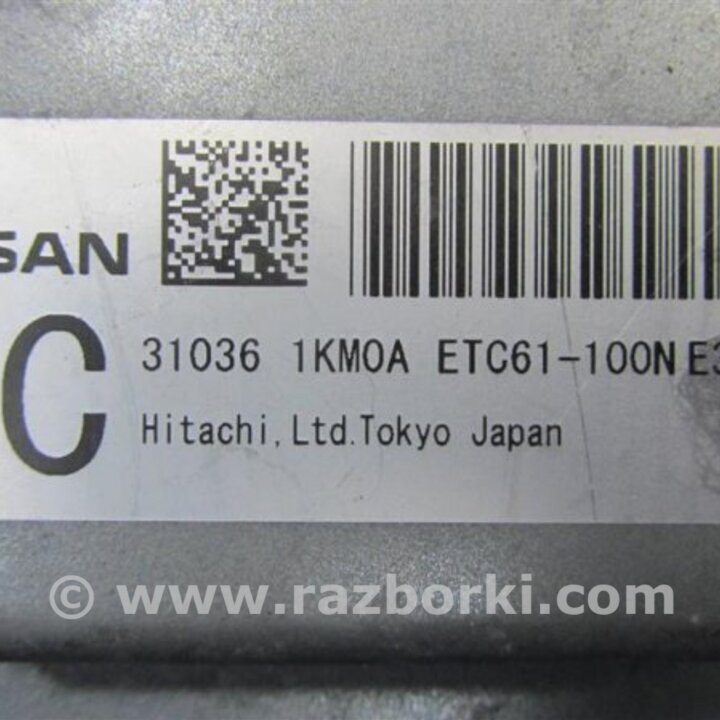 SAN
C
31036 1KM0A ETC61-100N E3
Hitachi, Ltd. Tokyo Japan
© www.razborki.com